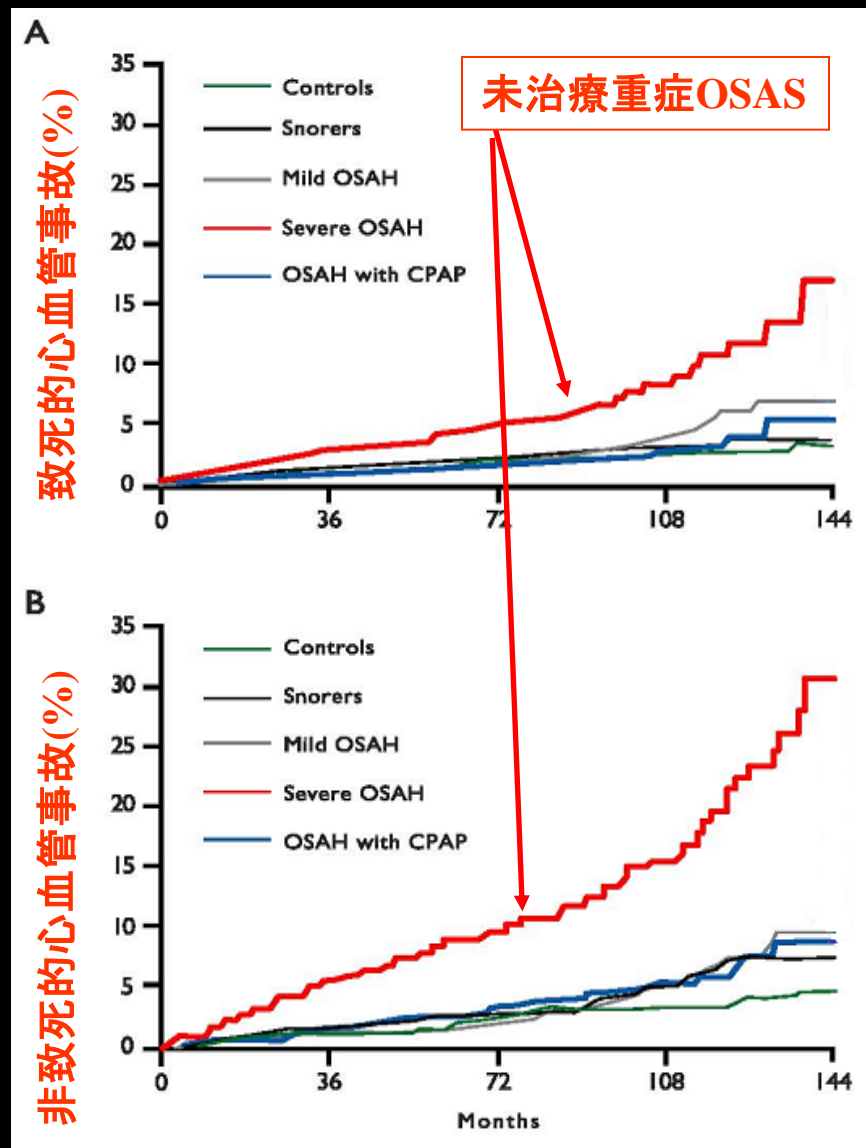 A
致死的心血管事故(%)
35
30
25
20
15
10
5
0
Controls
Snorers
Mild OSAH
Severe OSAH
OSAH with CPAP
未治療重症OSAS
0 36 72 108 144
B
非致死的心血管事故(%)
35
30
25
20
15
10
5
0
Controls
Snorers
Mild OSAH
Severe OSAH
OSAH with CPAP
0 36 72 108 144
Months